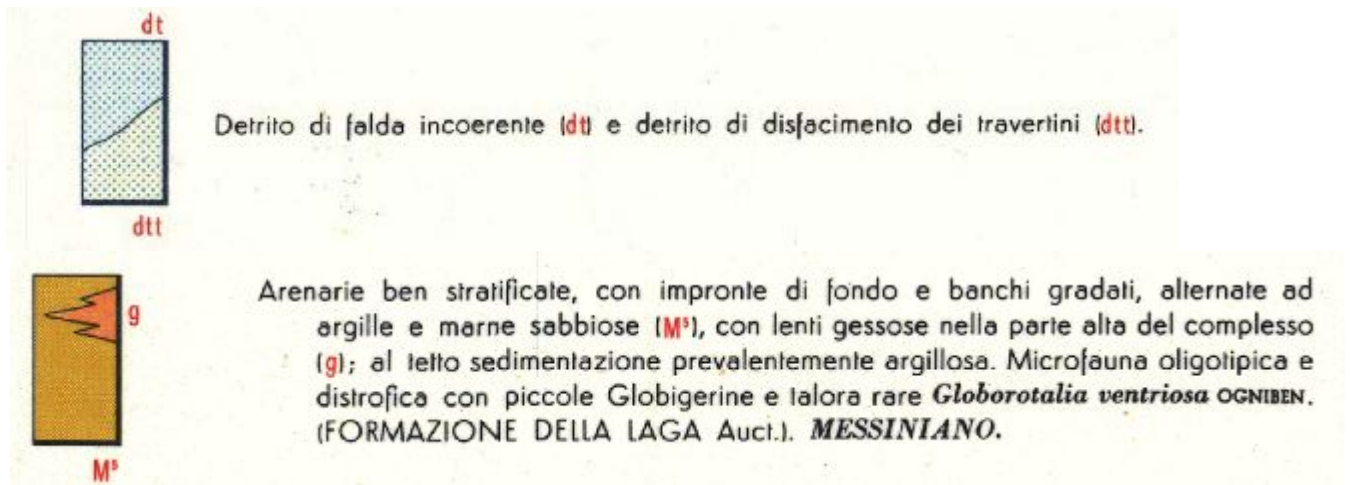 dt
Detrito di falda incoerente (dt) e detrito di disfacimento dei travertini (dtt).
dtt
Arenarie ben stratificate, con impronte di fondo e banchi gradati, alternate ad
g
argille e marne sabbiose (M⁵), con lenti gessose nella parte alta del complesso
(g); al tetto sedimentazione prevalentemente argillosa. Microfauna oligotipica e
distrofica con piccole Globigerine e talora rare Globorotalia ventriosa OGNIBEN.
(FORMAZIONE DELLA LAGA Auct.). MESSINIANO.
M⁵